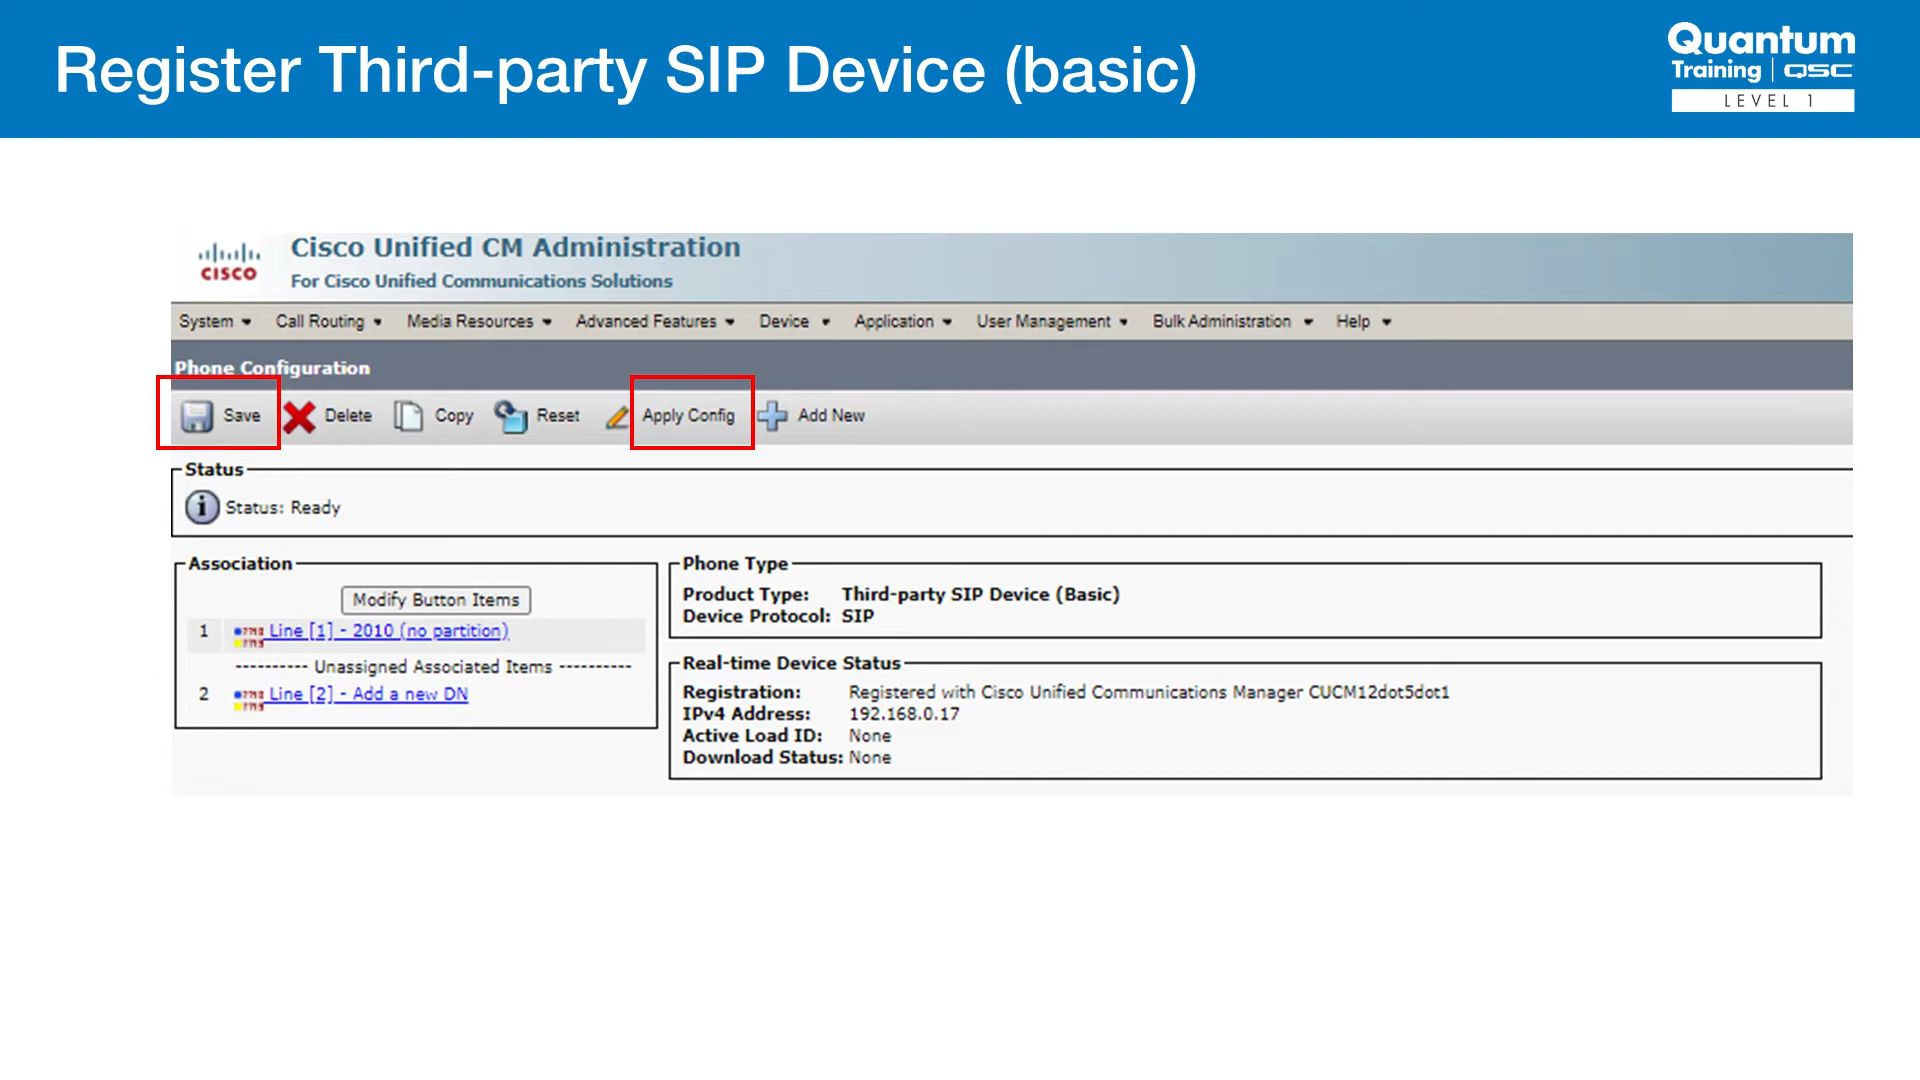 Register Third-party SIP Device (basic)
Quantum
Training | QSC
LEVEL 1
CISCO
Cisco Unified CM Administration
For Cisco Unified Communications Solutions
System Call Routing Media Resources Advanced Features Device Application User Management Bulk Administration Help
Phone Configuration
Save Delete Copy Reset Apply Config Add New
Status
Status: Ready
Association
Modify Button Items
1 Line [1] - 2010 (no partition)
---------- Unassigned Associated Items ----------
2 Line [2] - Add a new DN
Phone Type
Product Type: Third-party SIP Device (Basic)
Device Protocol: SIP
Real-time Device Status
Registration: Registered with Cisco Unified Communications Manager CUCM12dot5dot1
IPv4 Address: 192.168.0.17
Active Load ID: None
Download Status: None